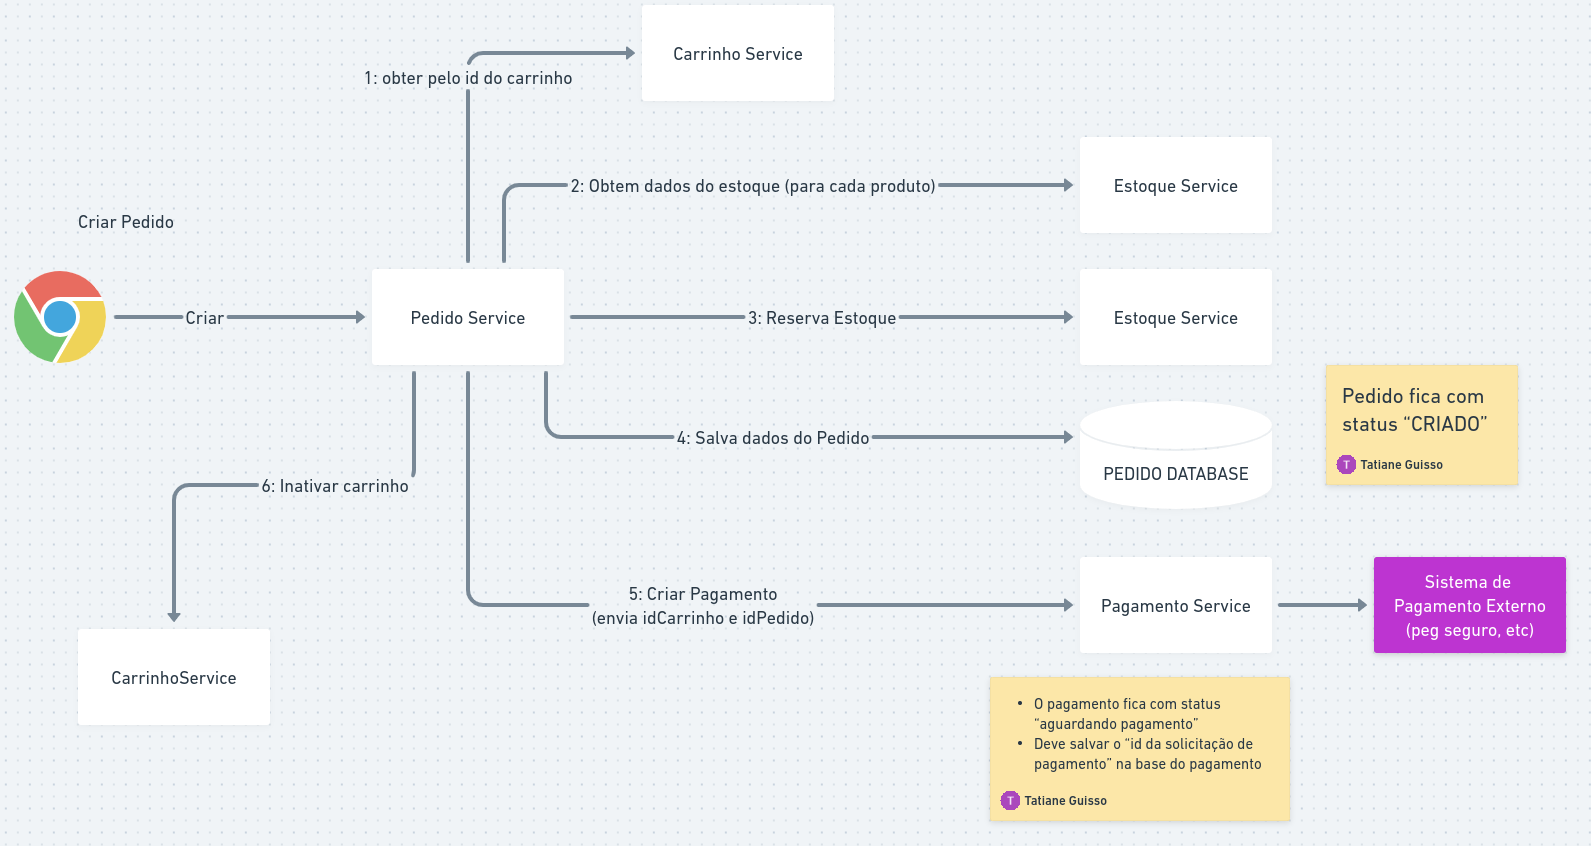 Carrinho Service
1: obter pelo id do carrinho
2: Obtem dados do estoque (para cada produto)
Estoque Service
Criar Pedido
Criar
Pedido Service
3: Reserva Estoque
Estoque Service
Pedido fica com
status “CRIADO”
T Tatiane Guisso
4: Salva dados do Pedido
PEDIDO DATABASE
6: Inativar carrinho
5: Criar Pagamento
(envia idCarrinho e idPedido)
Pagamento Service
Sistema de
Pagamento Externo
(peg seguro, etc)
CarrinhoService
• O pagamento fica com status
“aguardando pagamento”
• Deve salvar o “id da solicitação de
pagamento” na base do pagamento
T Tatiane Guisso